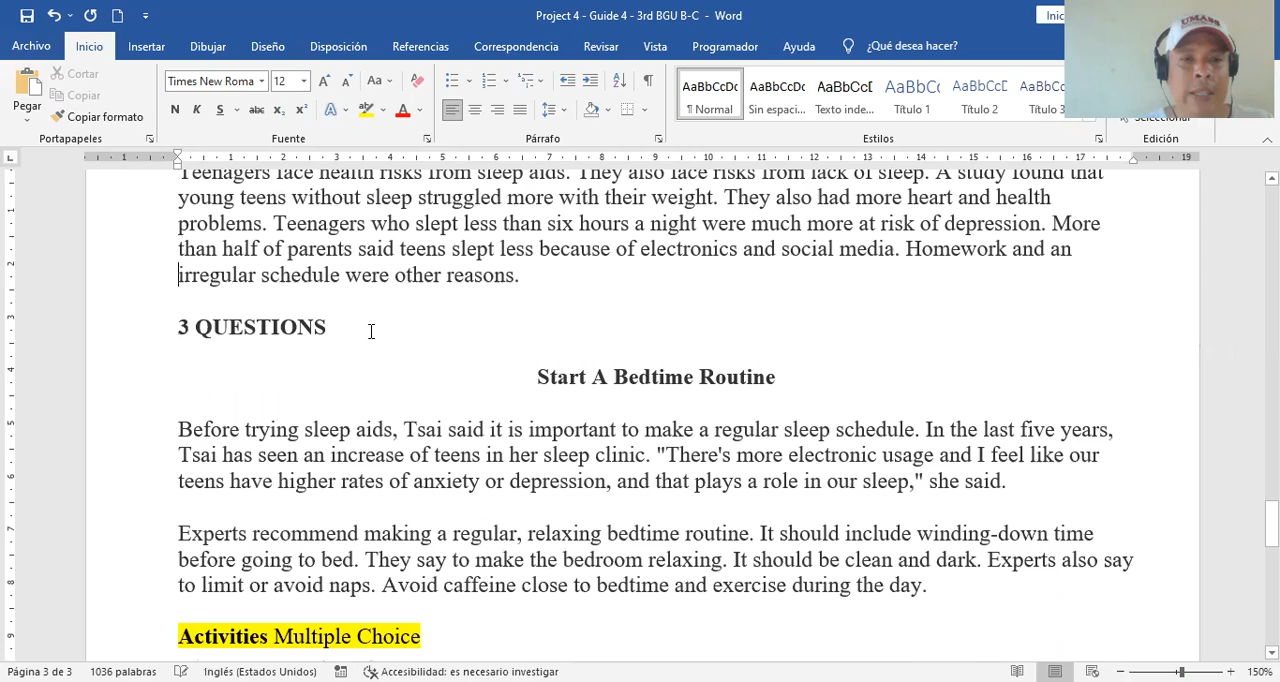 Project 4 - Guide 4 - 3rd BGU B-C - Word
Inic
UMASS
Archivo Inicio Insertar Dibujar Diseño Disposición Referencias Correspondencia Revisar Vista Programador Ayuda ¿Qué desea hacer?
Pegar
Cortar
Copiar
Copiar formato
Portapapeles
Times New Roma 12
N K S abc x₂ x²
Fuente
Párrafo
AaBbCcDc AaBbCcDc AaBbCcD AaBbC AaBbCcD AaBbCc
¶ Normal Sin espaci... Texto inde... Título 1 Título 2 Título 3
Estilos
Seleccionar
Edición
Teenagers face health risks from sleep aids. They also face risks from lack of sleep. A study found that
young teens without sleep struggled more with their weight. They also had more heart and health
problems. Teenagers who slept less than six hours a night were much more at risk of depression. More
than half of parents said teens slept less because of electronics and social media. Homework and an
irregular schedule were other reasons.
3 QUESTIONS
Start A Bedtime Routine
Before trying sleep aids, Tsai said it is important to make a regular sleep schedule. In the last five years,
Tsai has seen an increase of teens in her sleep clinic. "There's more electronic usage and I feel like our
teens have higher rates of anxiety or depression, and that plays a role in our sleep," she said.
Experts recommend making a regular, relaxing bedtime routine. It should include winding-down time
before going to bed. They say to make the bedroom relaxing. It should be clean and dark. Experts also say
to limit or avoid naps. Avoid caffeine close to bedtime and exercise during the day.
Activities Multiple Choice
Página 3 de 3 1036 palabras Inglés (Estados Unidos) Accesibilidad: es necesario investigar 150%